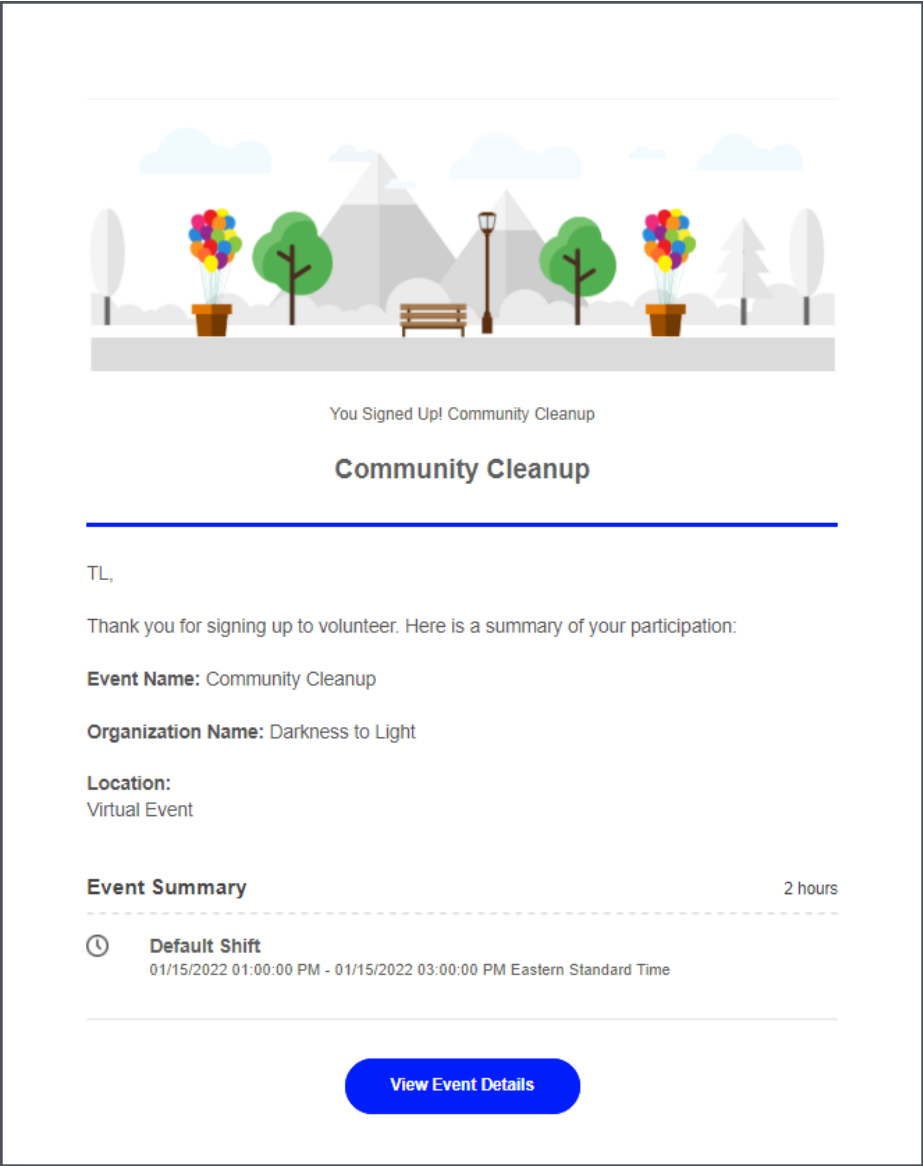 You Signed Up! Community Cleanup
Community Cleanup
TL,
Thank you for signing up to volunteer. Here is a summary of your participation:
Event Name: Community Cleanup
Organization Name: Darkness to Light
Location:
Virtual Event
Event Summary
2 hours
Default Shift
01/15/2022 01:00:00 PM - 01/15/2022 03:00:00 PM Eastern Standard Time
View Event Details